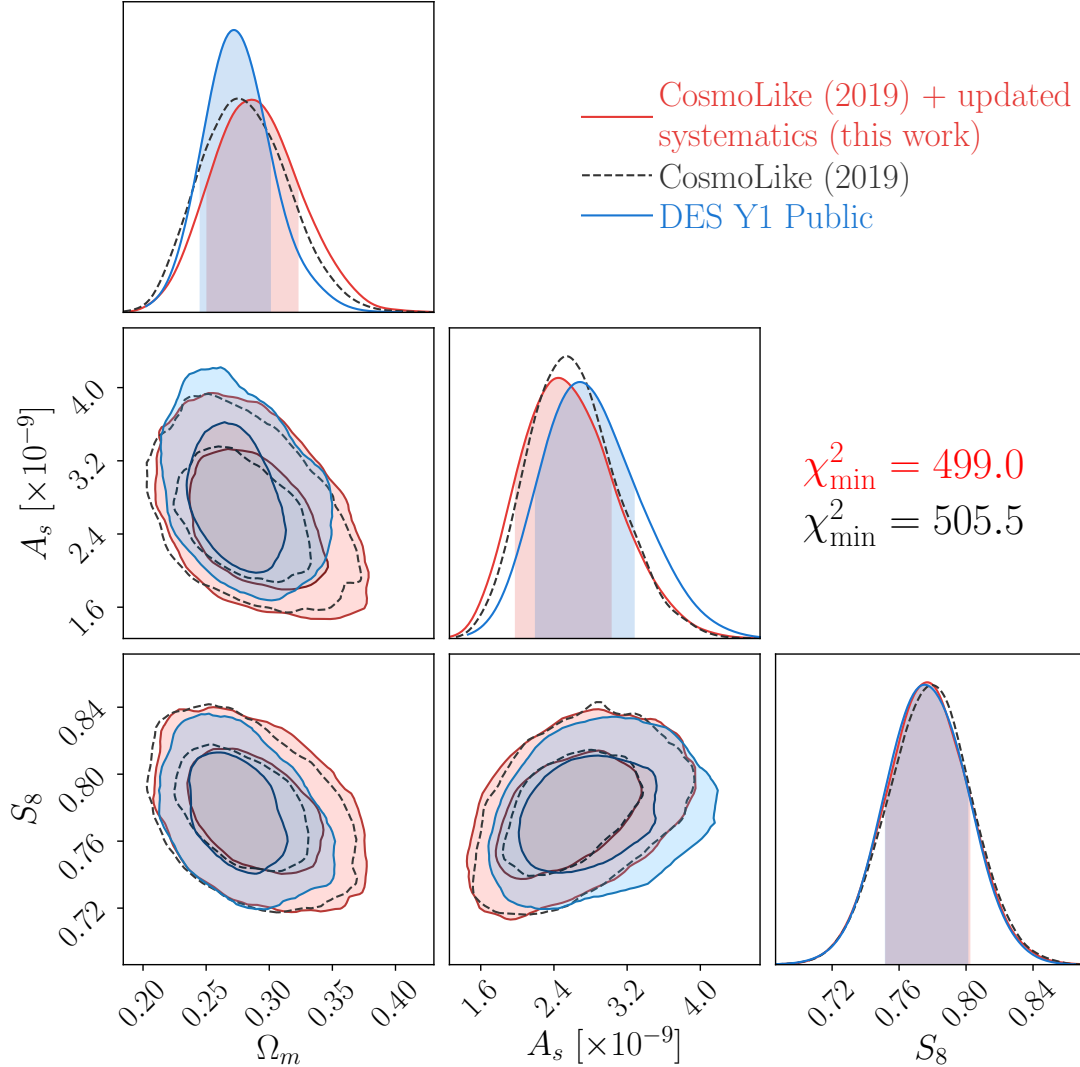 CosmoLike (2019) + updated
systematics (this work)
CosmoLike (2019)
DES Y1 Public
4.0
3.2
2.4
1.6
A_s [×10⁻⁹]
χ²_min = 499.0
χ²_min = 505.5
0.84
0.80
0.76
0.72
S₈
0.20 0.25 0.30 0.35 0.40
1.6 2.4 3.2 4.0
0.72 0.76 0.80 0.84
Ω_m
A_s [×10⁻⁹]
S₈